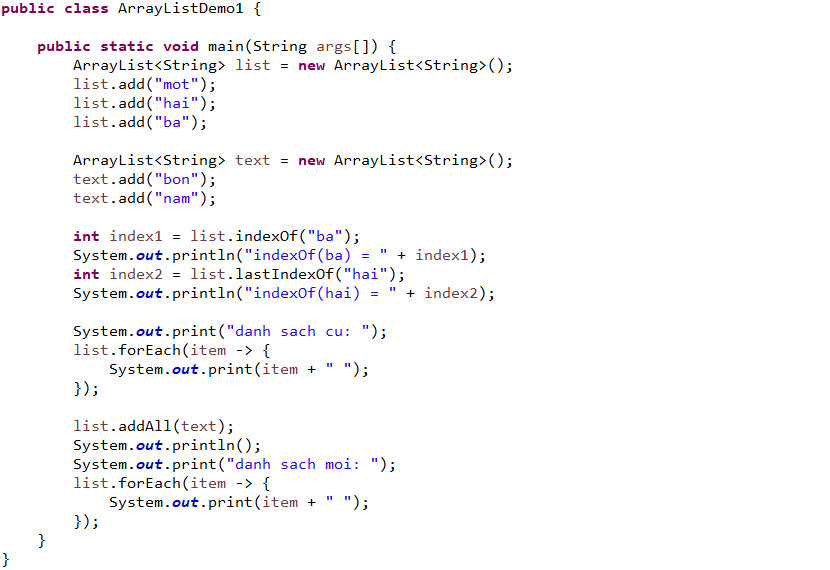 public class ArrayListDemo1 {
public static void main(String args[]) {
ArrayList<String> list = new ArrayList<String>();
list.add("mot");
list.add("hai");
list.add("ba");
ArrayList<String> text = new ArrayList<String>();
text.add("bon");
text.add("nam");
int index1 = list.indexOf("ba");
System.out.println("indexOf(ba) = " + index1);
int index2 = list.lastIndexOf("hai");
System.out.println("indexOf(hai) = " + index2);
System.out.print("danh sach cu: ");
list.forEach(item -> {
System.out.print(item + " ");
});
list.addAll(text);
System.out.println();
System.out.print("danh sach moi: ");
list.forEach(item -> {
System.out.print(item + " ");
});
}
}